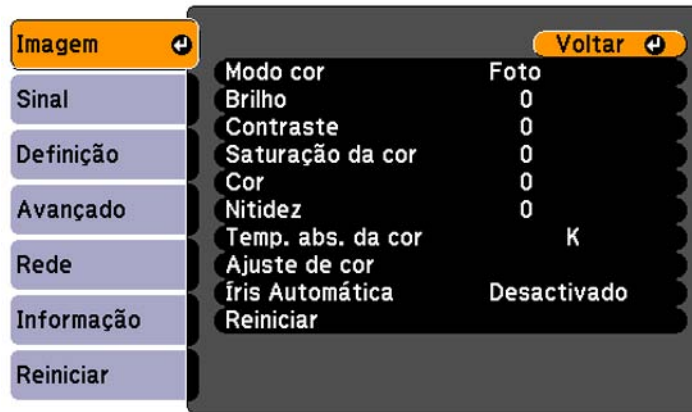 Imagem
Sinal
Definição
Avançado
Rede
Informação
Reiniciar
Voltar
Modo cor Foto
Brilho 0
Contraste 0
Saturação da cor 0
Cor 0
Nitidez 0
Temp. abs. da cor K
Ajuste de cor
Íris Automática Desactivado
Reiniciar